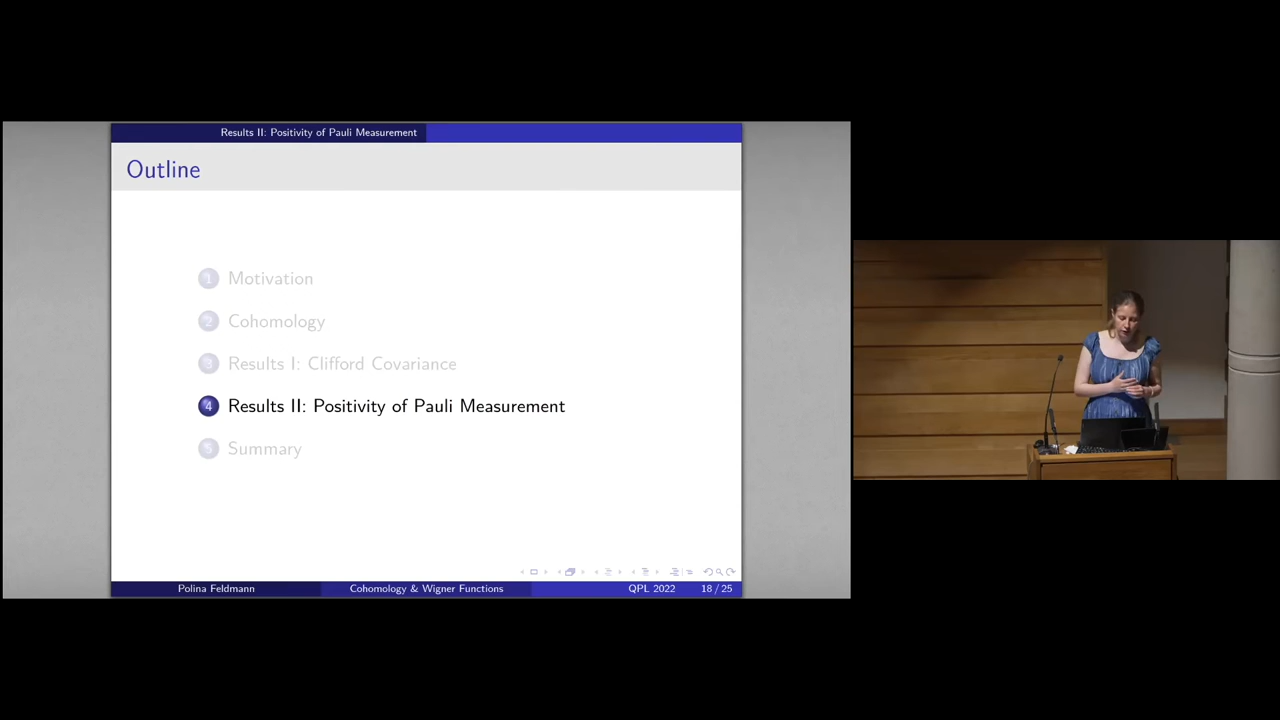 Results II: Positivity of Pauli Measurement
Outline
1 Motivation
2 Cohomology
3 Results I: Clifford Covariance
4 Results II: Positivity of Pauli Measurement
5 Summary
Polina Feldmann Cohomology & Wigner Functions QPL 2022 18 / 25